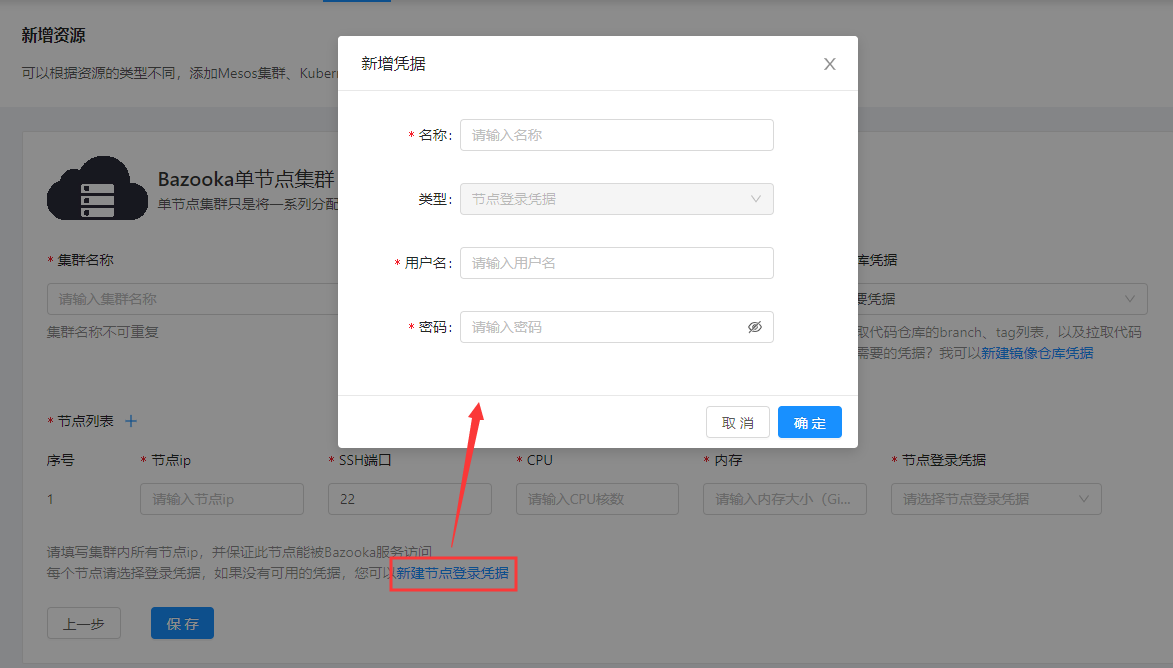 新增资源
可以根据资源的类型不同，添加Mesos集群、Kuber
新增凭据
* 名称：
请输入名称
类型：
节点登录凭据
* 用户名：
请输入用户名
* 密码：
请输入密码
取 消
确 定
Bazooka单节点集群
单节点集群只是将一系列分配
* 集群名称
请输入集群名称
集群名称不可重复
库凭据
要凭据
取代码仓库的branch、tag列表，以及拉取代码
需要的凭据？我可以新建镜像仓库凭据
* 节点列表 +
序号 * 节点ip * SSH端口 * CPU * 内存 * 节点登录凭据
1 请输入节点ip 22 请输入CPU核数 请输入内存大小（Gi... 请选择节点登录凭据
请填写集群内所有节点ip，并保证此节点能被Bazooka服务访问
每个节点请选择登录凭据，如果没有可用的凭据，您可以新建节点登录凭据
上一步
保 存